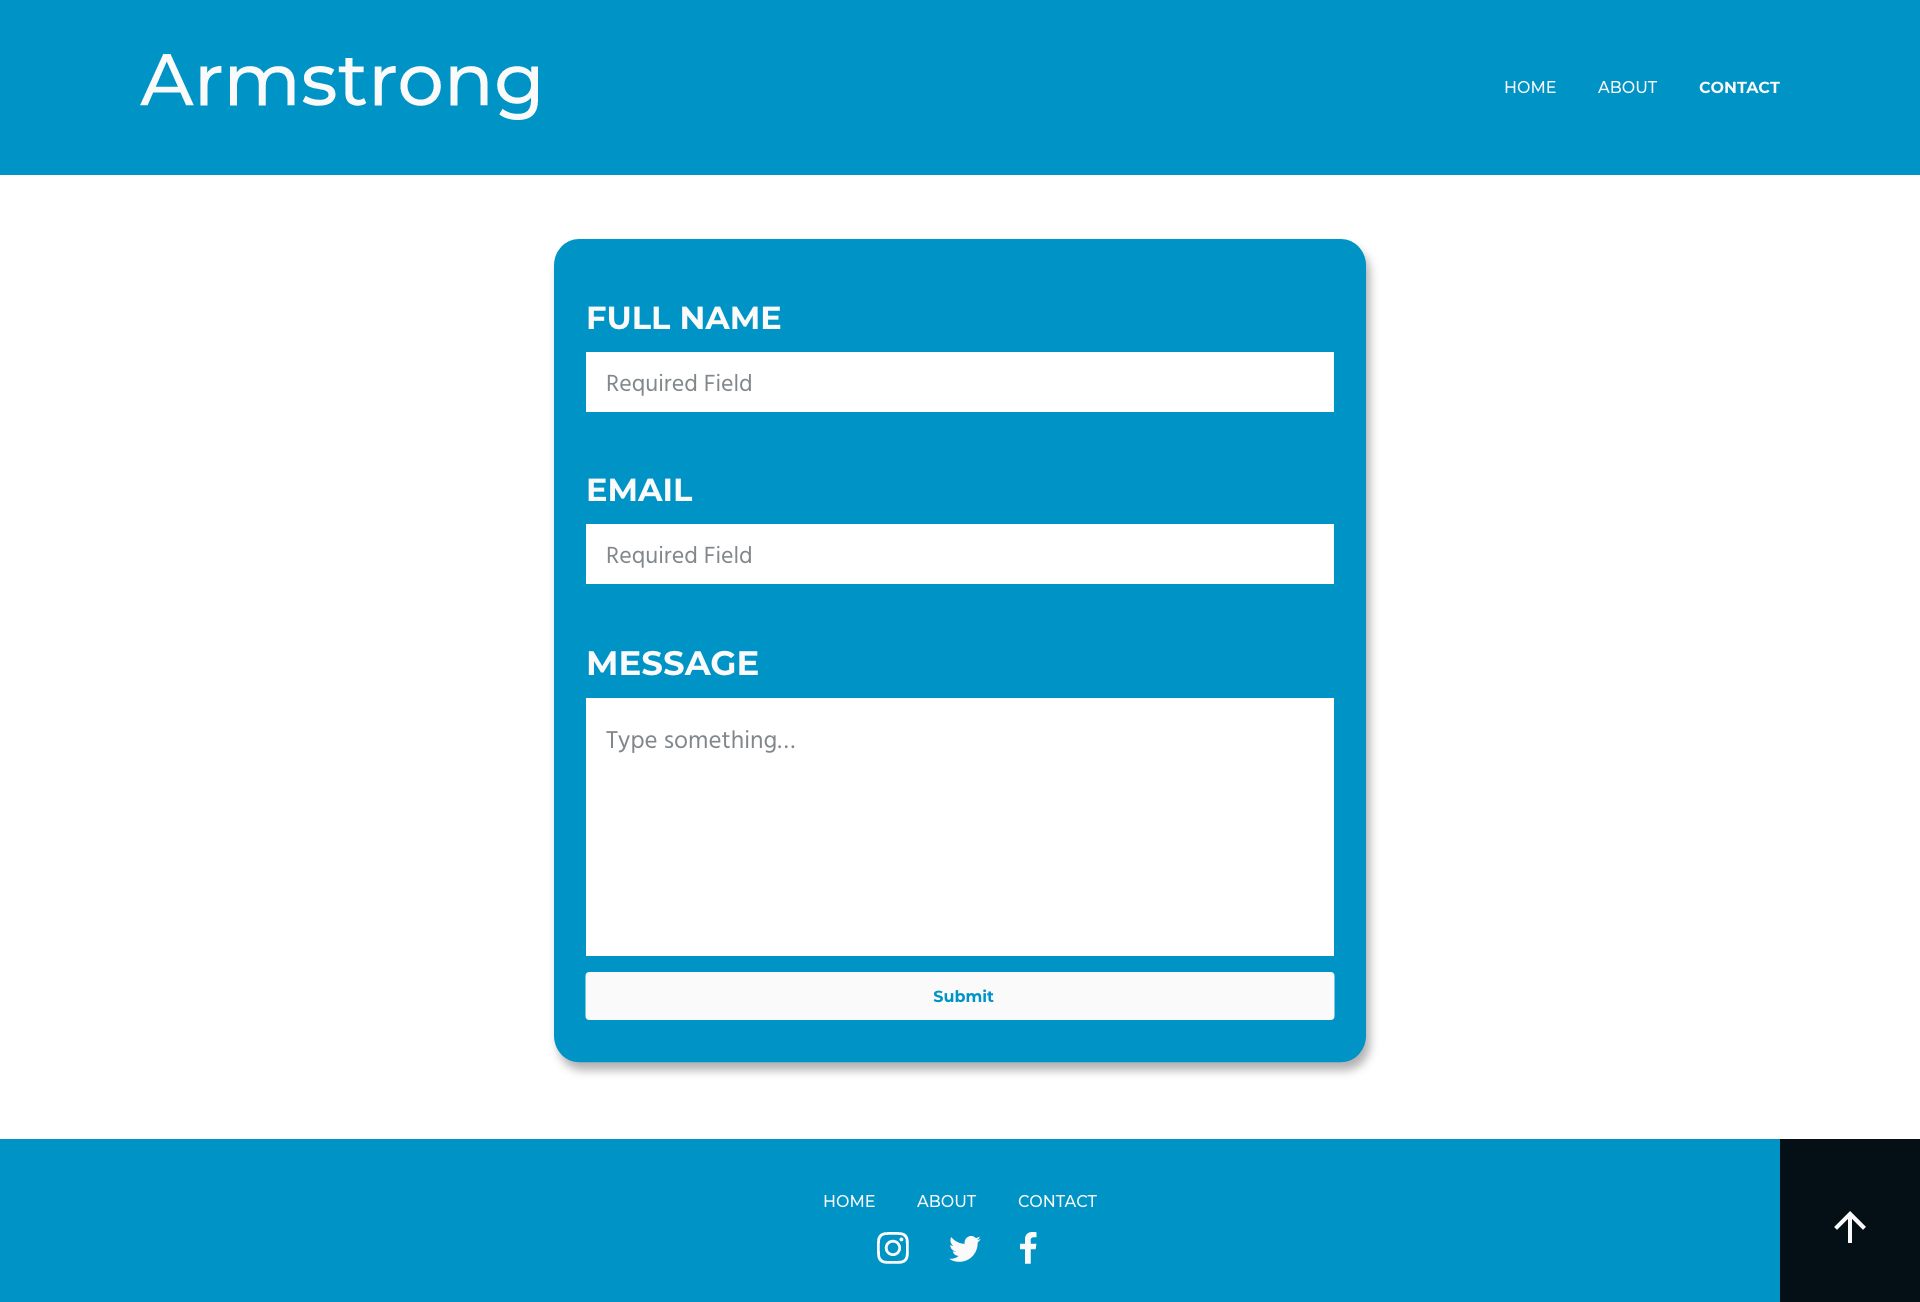 Armstrong
HOME ABOUT CONTACT
FULL NAME
Required Field
EMAIL
Required Field
MESSAGE
Type something...
Submit
HOME ABOUT CONTACT